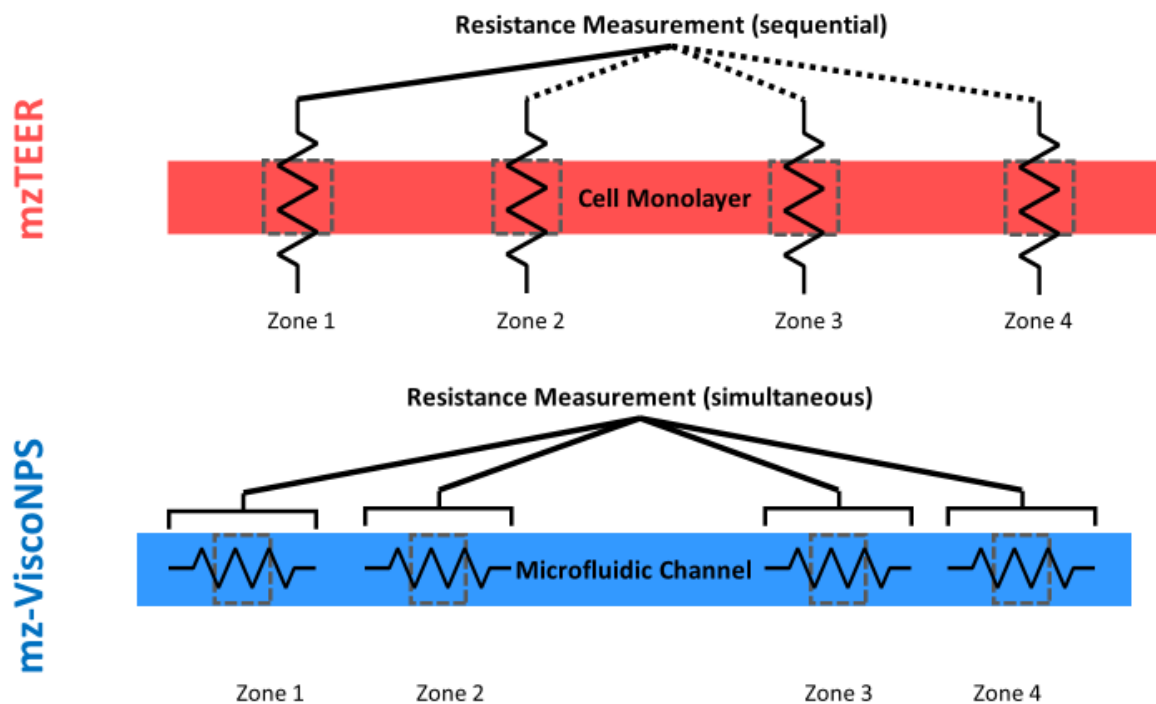 Resistance Measurement (sequential)
mzTEER
Cell Monolayer
Zone 1 Zone 2 Zone 3 Zone 4
Resistance Measurement (simultaneous)
mz-ViscoNPS
Microfluidic Channel
Zone 1 Zone 2 Zone 3 Zone 4